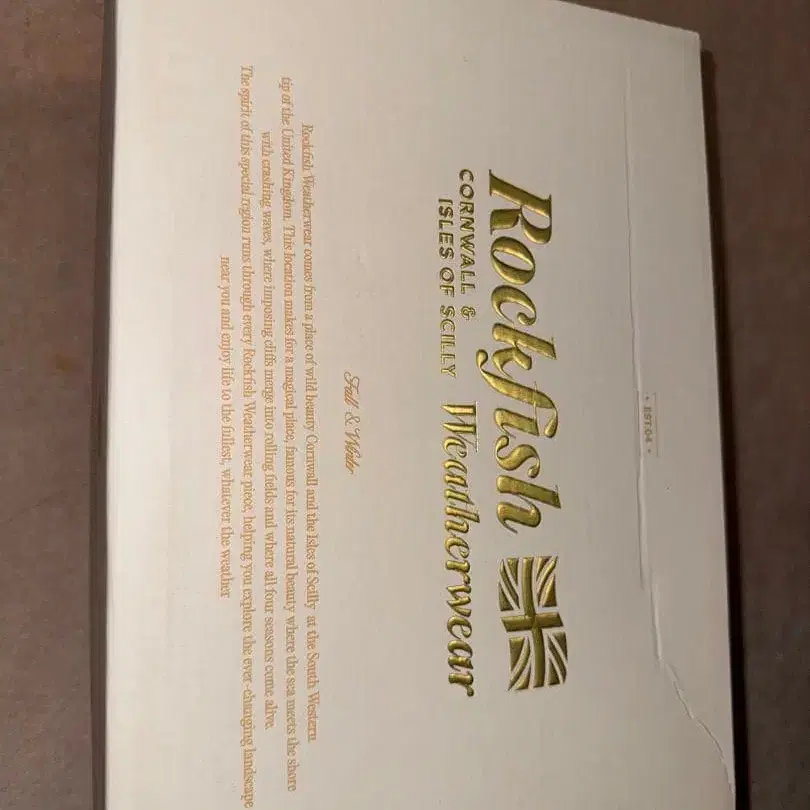 • EST.04 •
Rockfish
CORNWALL &
ISLES OF SCILLY
Weatherwear
Fall & Winter
Rockfish Weatherwear comes from a place of wild beauty Cornwall and the Isles of Scilly at the South Western
tip of the United Kingdom. This location makes for a magical place, famous for its natural beauty where the sea meets the shore
with crashing waves, where imposing cliffs merge into rolling fields and where all four seasons come alive.
The spirit of this special region runs through every Rockfish Weatherwear piece, helping you explore the ever-changing landscape
near you and enjoy life to the fullest, whatever the weather